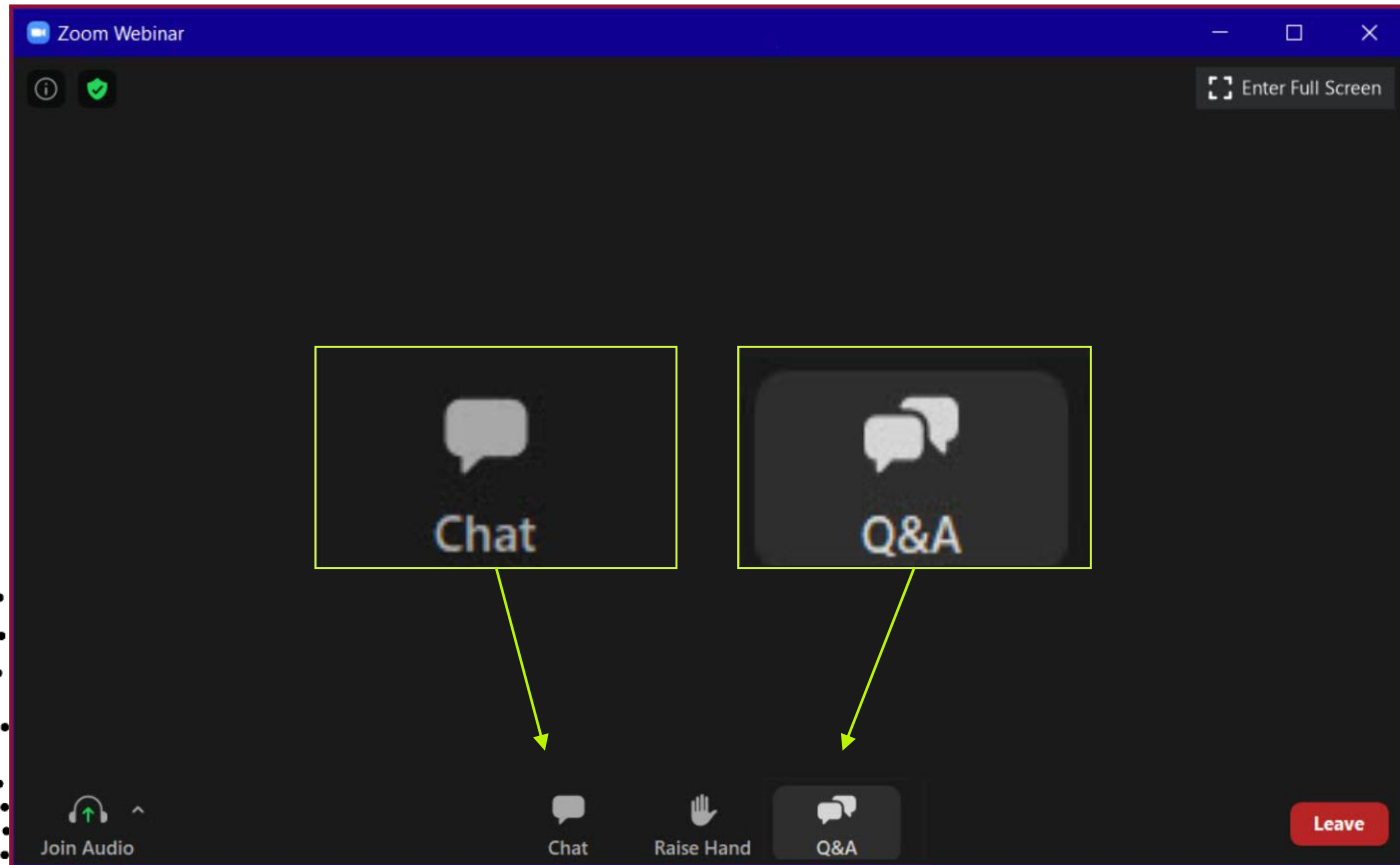 Zoom Webinar
Enter Full Screen
Chat
Q&A
Join Audio
Chat
Raise Hand
Q&A
Leave